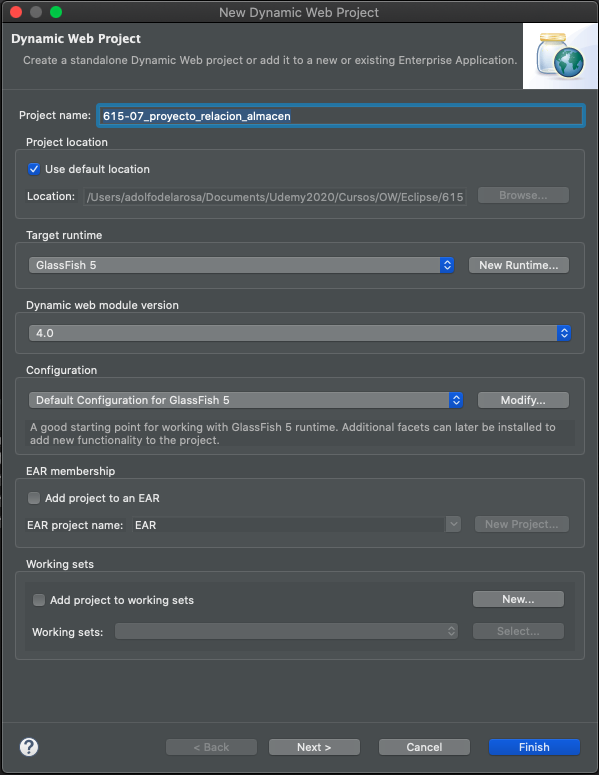 New Dynamic Web Project
Dynamic Web Project
Create a standalone Dynamic Web project or add it to a new or existing Enterprise Application.
Project name: 615-07_proyecto_relacion_almacen
Project location
Use default location
Location: /Users/adolfodelarosa/Documents/Udemy2020/Cursos/OW/Eclipse/615 Browse...
Target runtime
GlassFish 5 New Runtime...
Dynamic web module version
4.0
Configuration
Default Configuration for GlassFish 5 Modify...
A good starting point for working with GlassFish 5 runtime. Additional facets can later be installed to
add new functionality to the project.
EAR membership
Add project to an EAR
EAR project name: EAR New Project...
Working sets
Add project to working sets New...
Working sets: Select...
? < Back Next > Cancel Finish